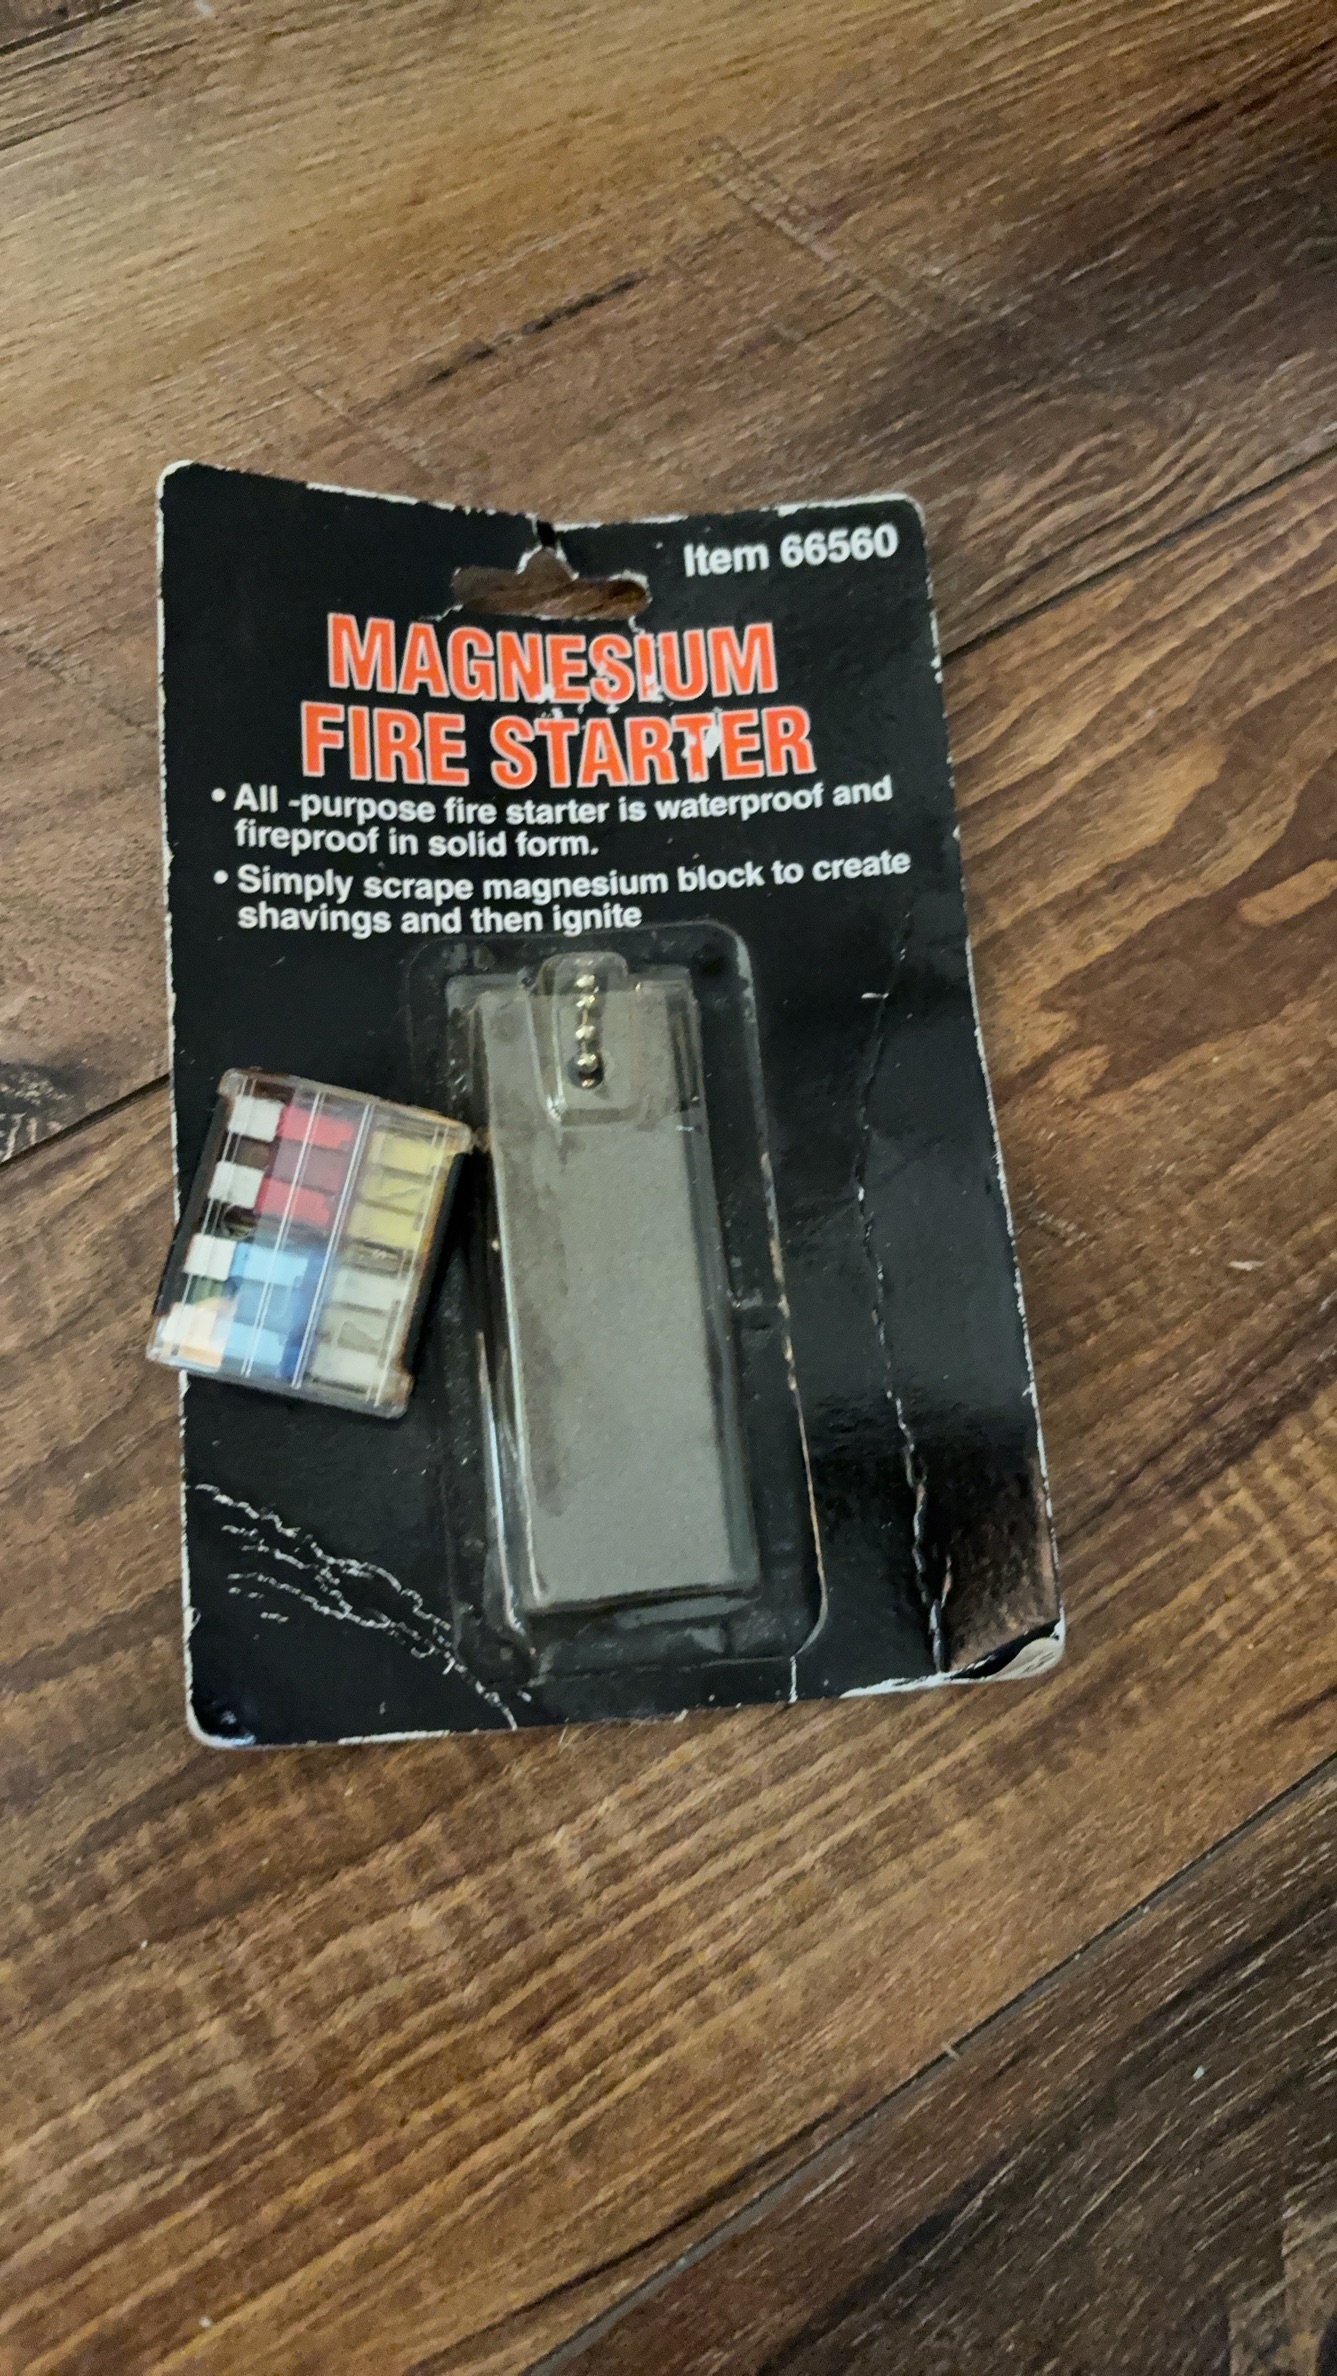 Item 66560
MAGNESIUM
FIRE STARTER
• All -purpose fire starter is waterproof and
fireproof in solid form.
• Simply scrape magnesium block to create
shavings and then ignite